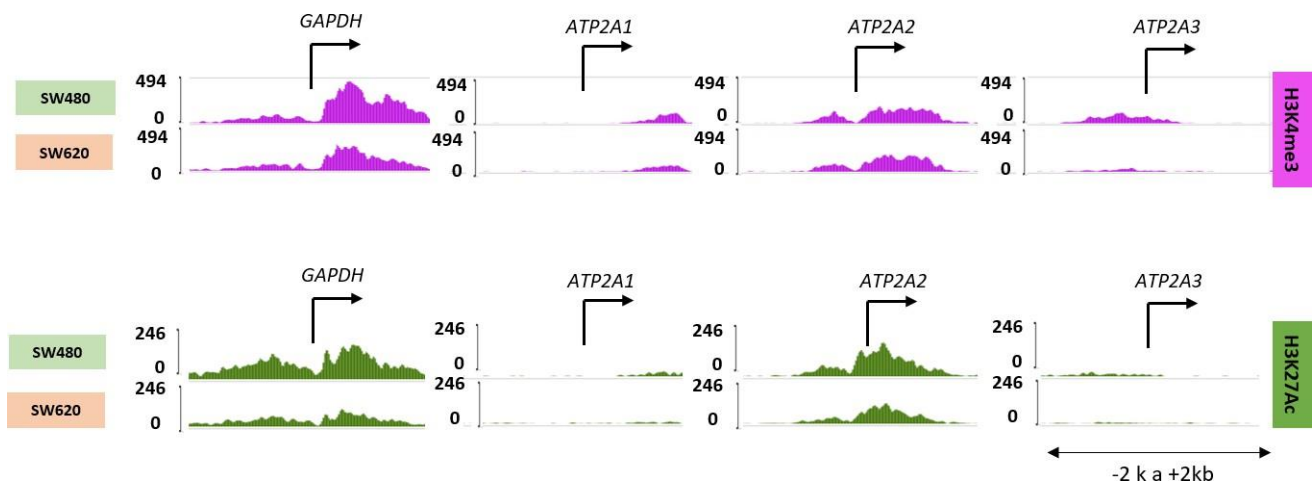 GAPDH ATP2A1 ATP2A2 ATP2A3
494 494 494 494
SW480
0 0 0 0
494 494 494 494
SW620
0 0 0 0
H3K4me3
GAPDH ATP2A1 ATP2A2 ATP2A3
246 246 246 246
SW480
0 0 0 0
246 246 246 246
SW620
0 0 0 0
H3K27Ac
-2 k a +2kb